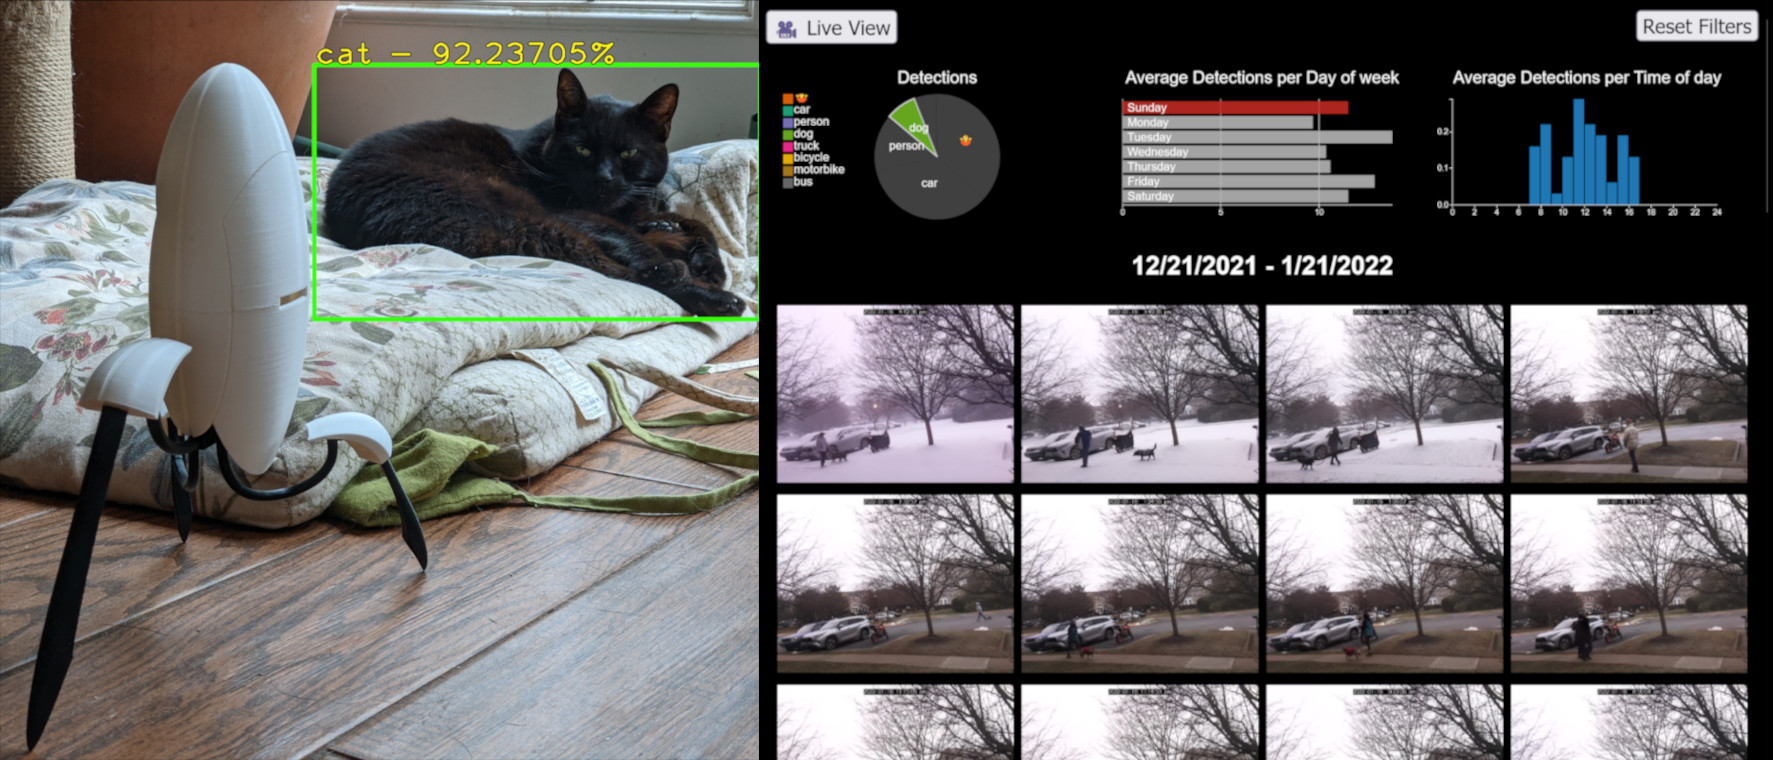 cat - 92.23705%
Live View
Reset Filters
Detections
car
person
dog
truck
bicycle
motorbike
bus
dog
person
car
Average Detections per Day of week
Sunday
Monday
Tuesday
Wednesday
Thursday
Friday
Saturday
0 5 10
Average Detections per Time of day
0.2
0.1
0.0
0 2 4 6 8 10 12 14 16 18 20 22 24
12/21/2021 - 1/21/2022